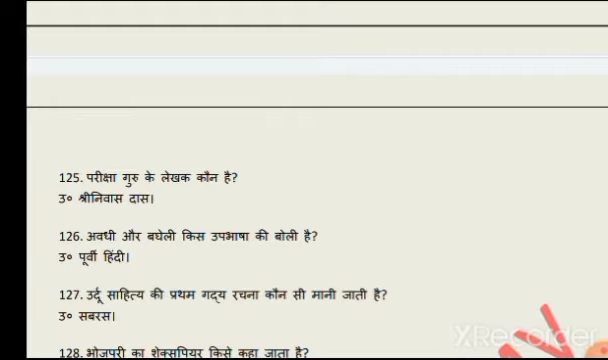 125. परीक्षा गुरु के लेखक कौन है?
उ० श्रीनिवास दास।
126. अवधी और बघेली किस उपभाषा की बोली है?
उ० पूर्वी हिंदी।
127. उर्दू साहित्य की प्रथम गद्य रचना कौन सी मानी जाती है?
उ० सबरस।
128. भोजपुरी का शेक्सपियर किसे कहा जाता है?
XRecorder